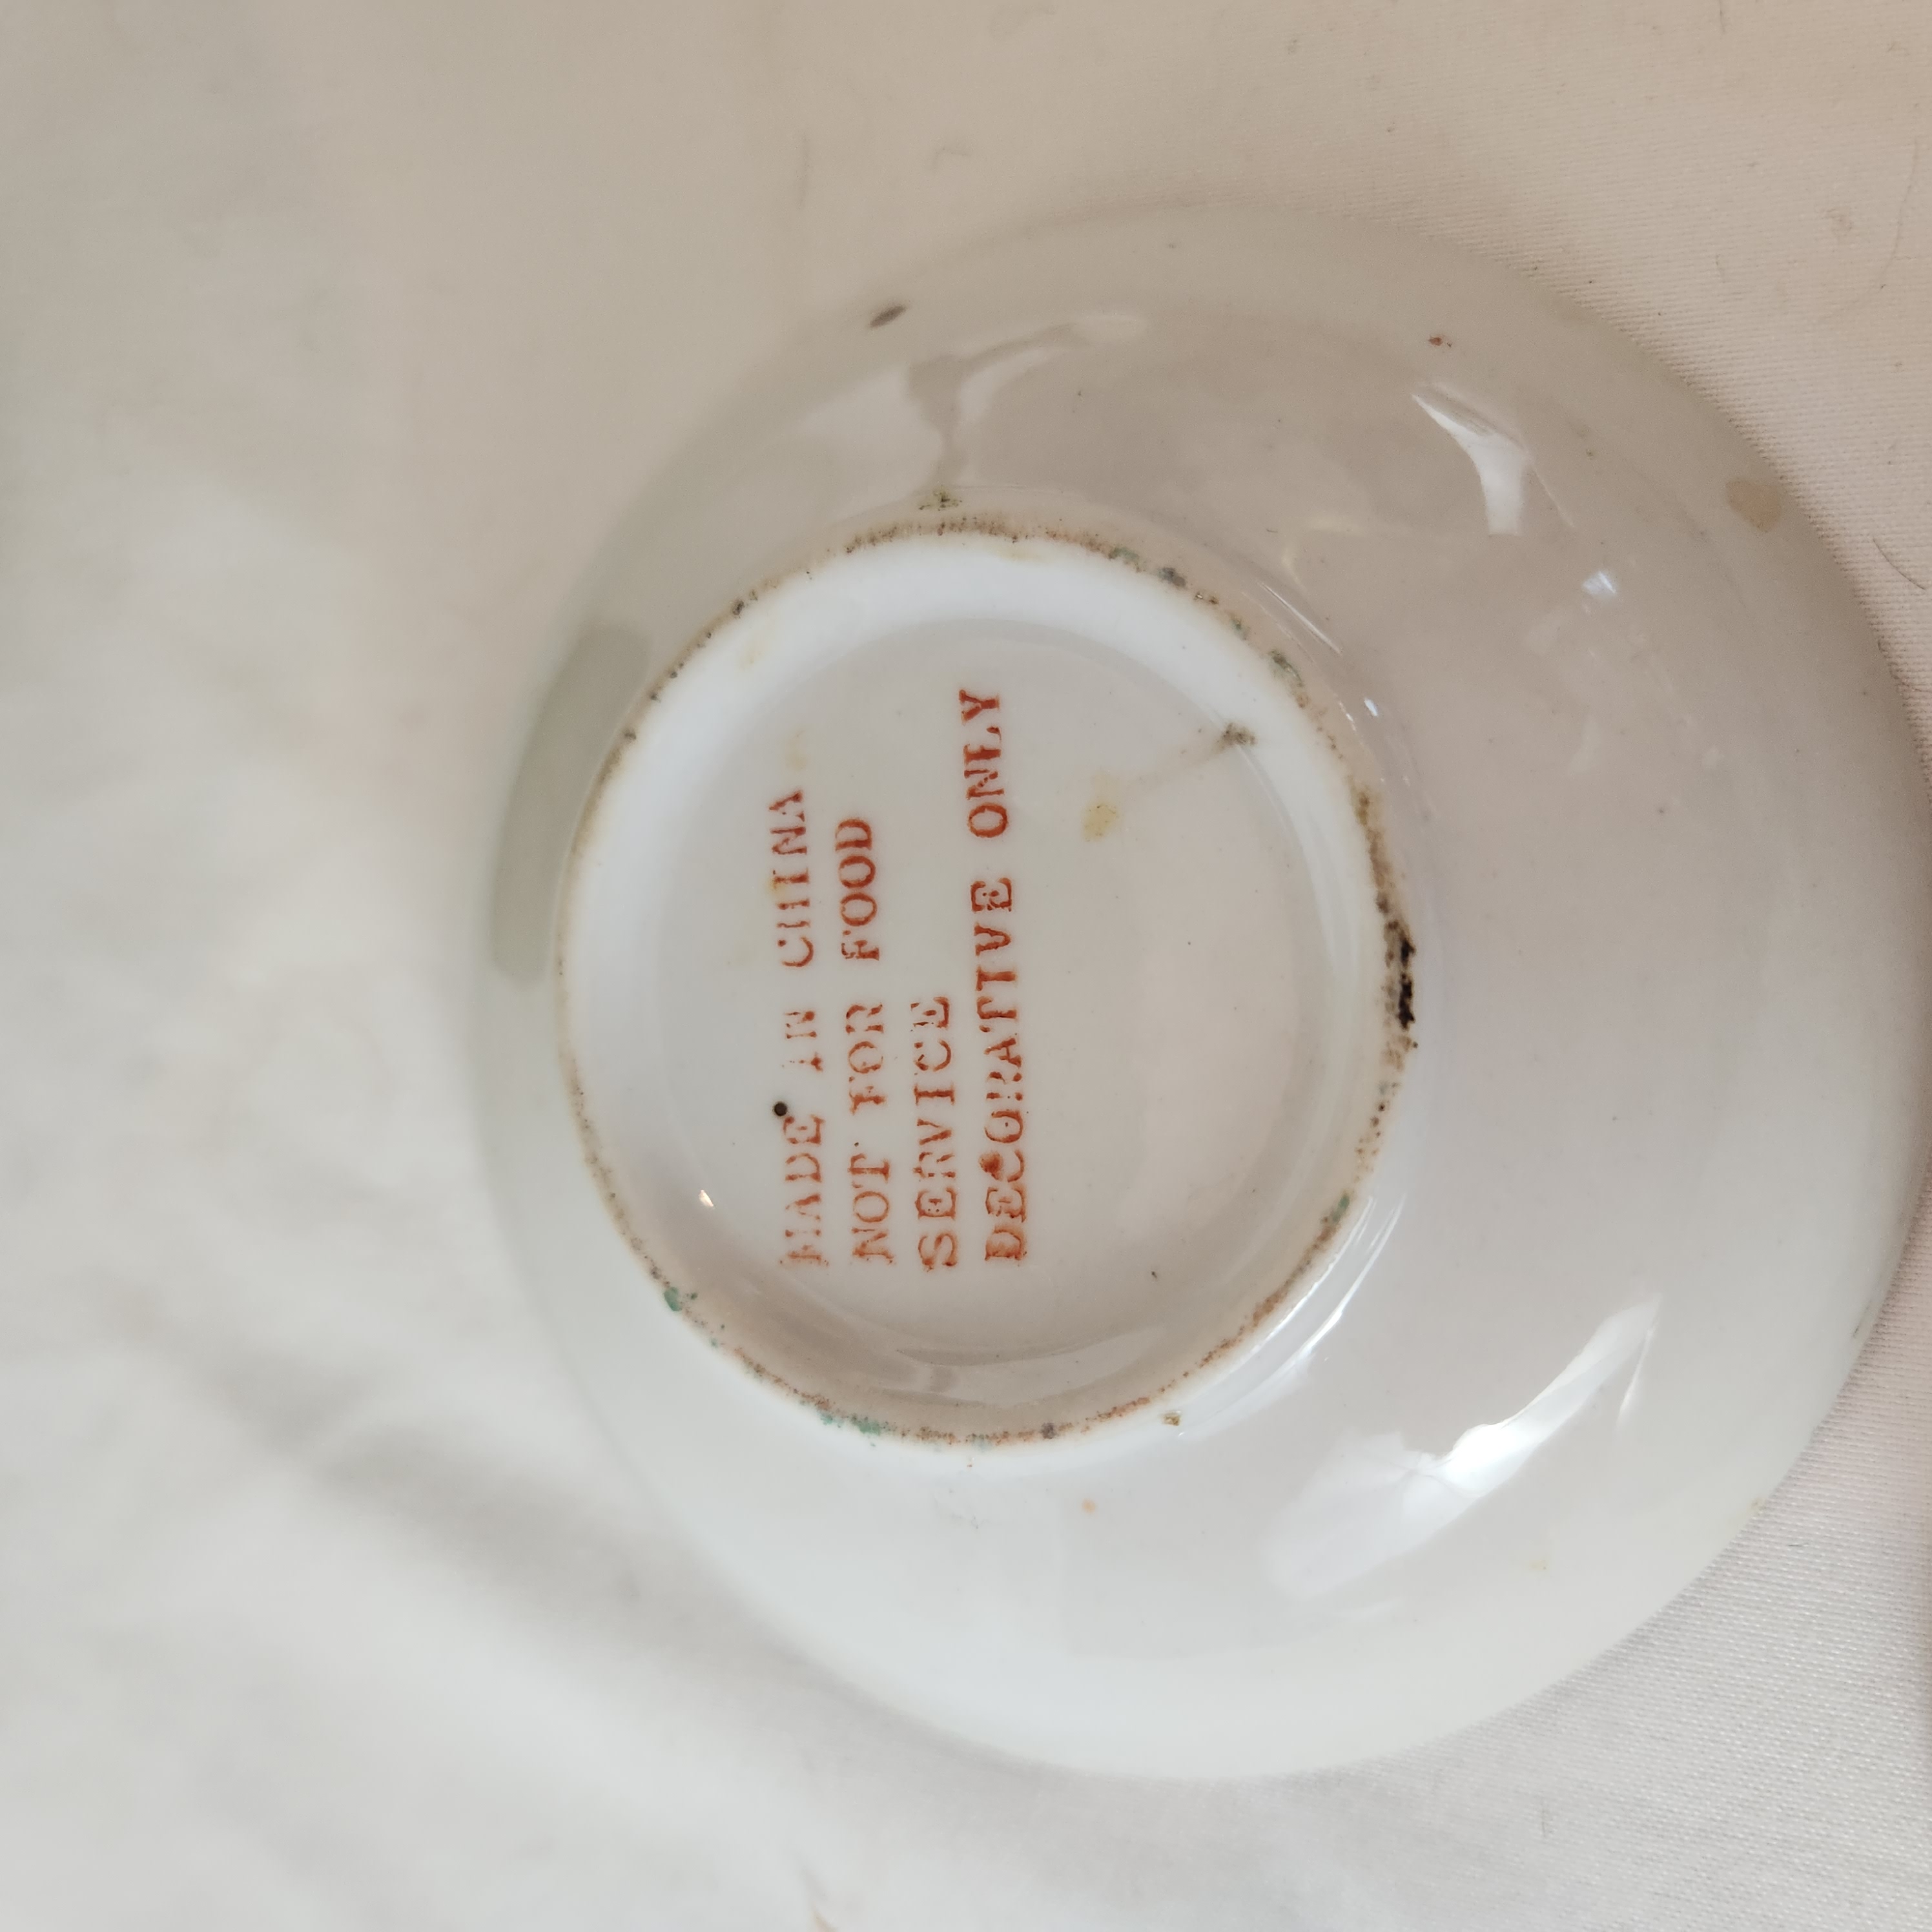 MADE IN CHINA
NOT FOR FOOD
SERVICE
DECORATIVE ONLY